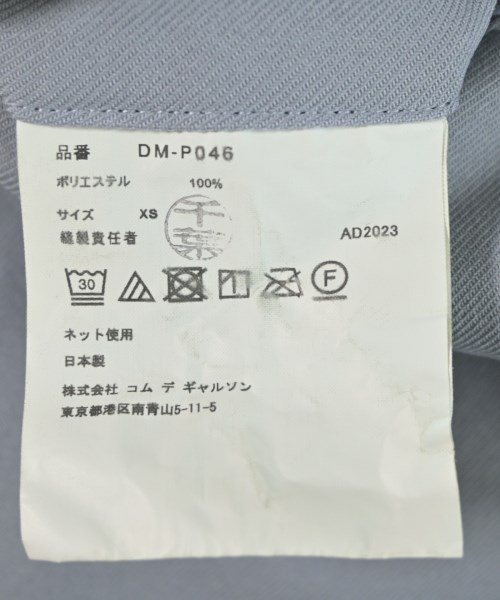 品番 DM-P046
ポリエステル 100%
サイズ XS
縫製責任者 千葉
AD2023
30 F
ネット使用
日本製
株式会社 コム デ ギャルソン
東京都港区南青山5-11-5